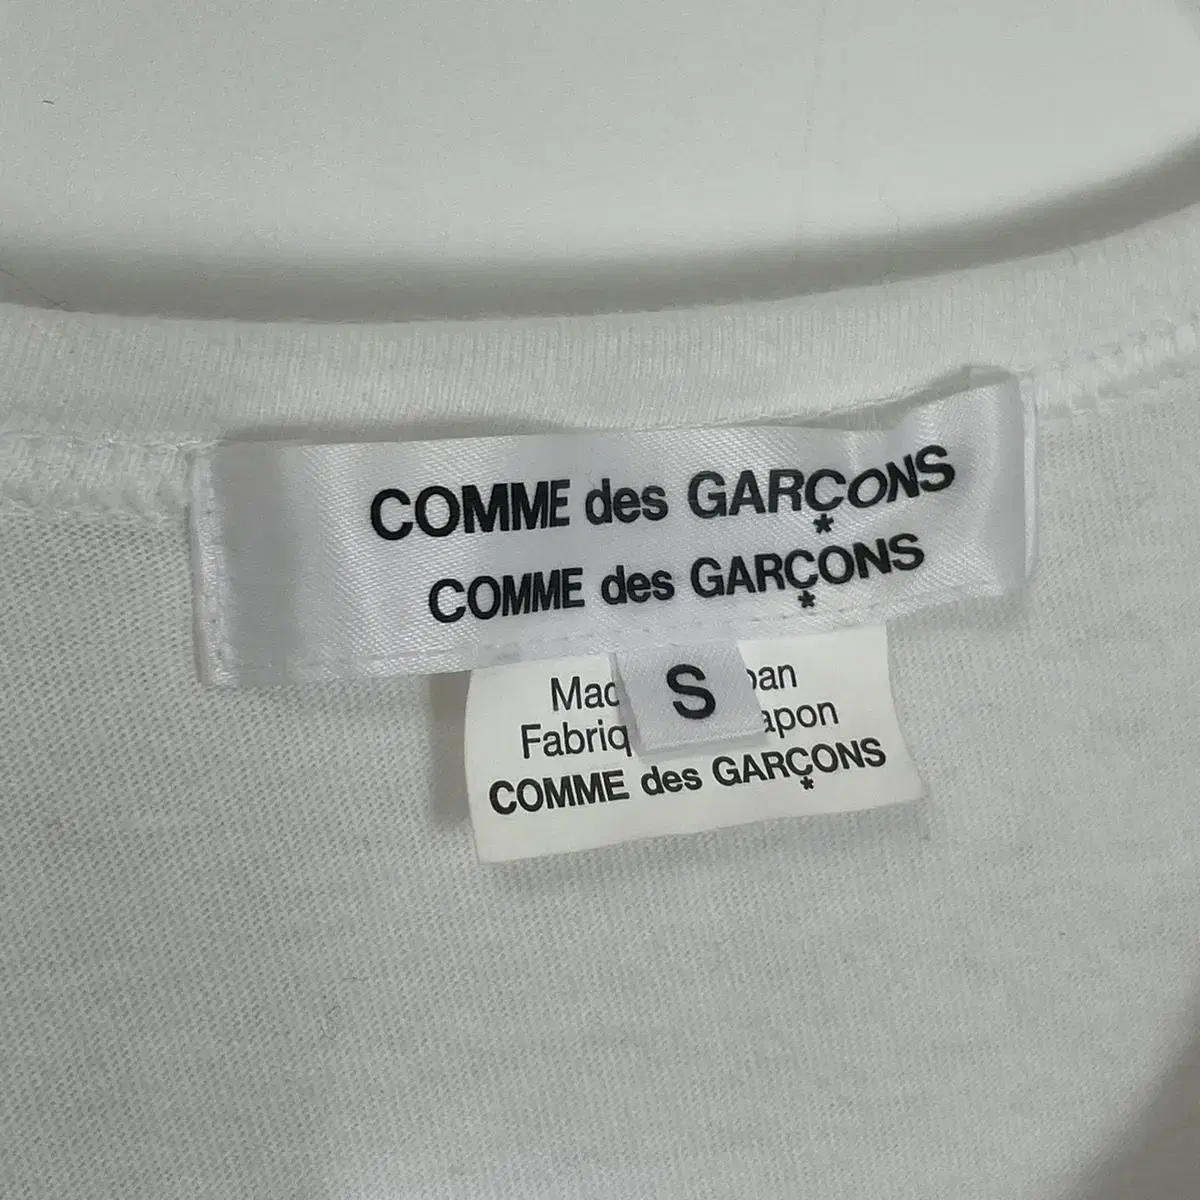 COMME des GARÇONS
COMME des GARÇONS
S
Mad pan
Fabriq apon
COMME des GARÇONS